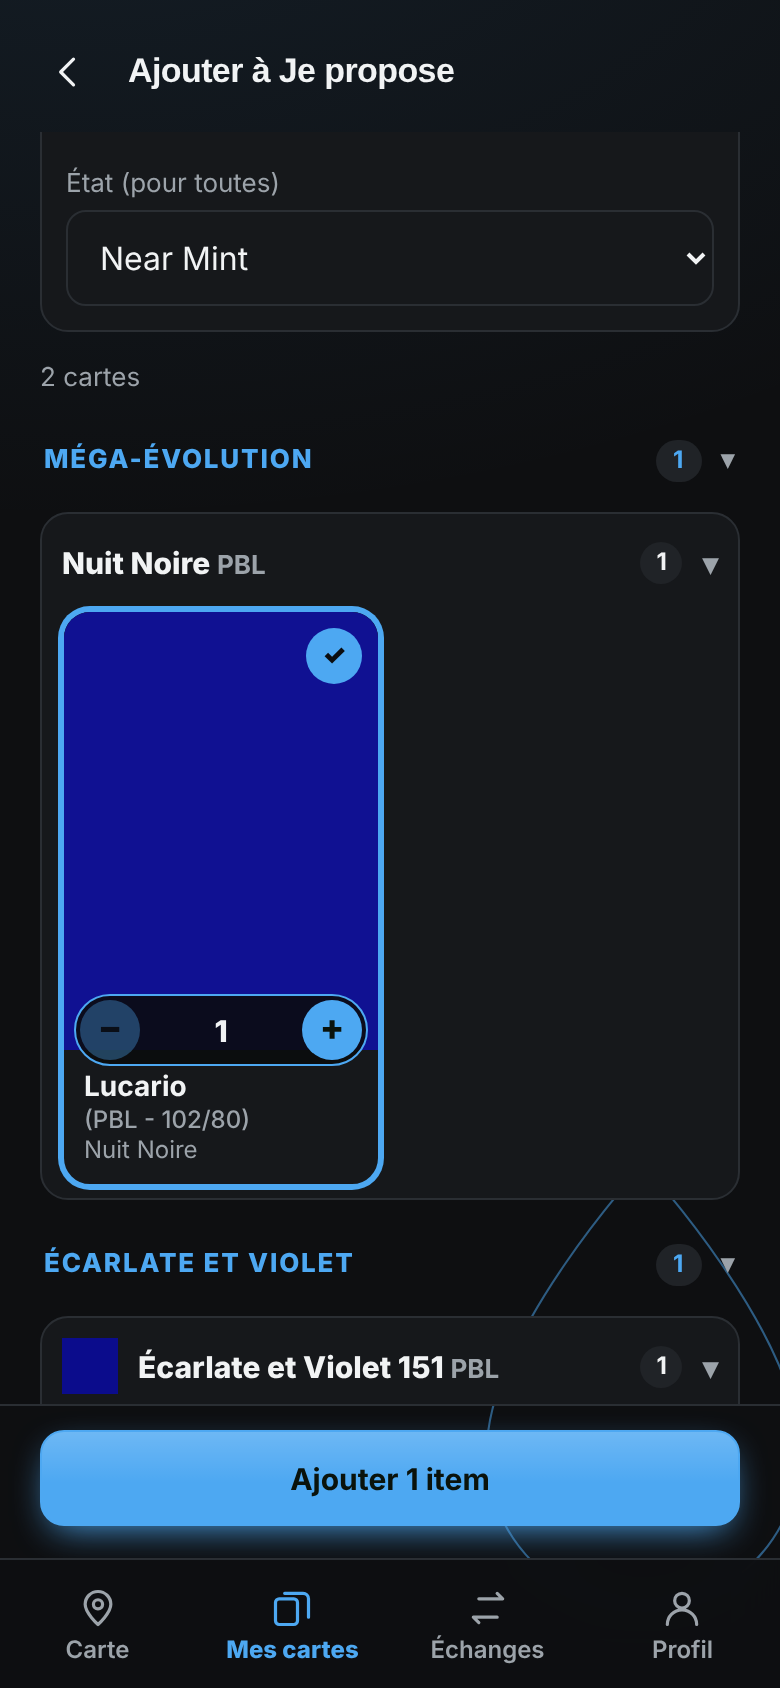 Ajouter à Je propose
État (pour toutes)
Near Mint
2 cartes
MÉGA-ÉVOLUTION
1 ▼
Nuit Noire PBL
1 ▼
− 1 +
Lucario
(PBL - 102/80)
Nuit Noire
ÉCARLATE ET VIOLET
1 ▼
Écarlate et Violet 151 PBL
1 ▼
Ajouter 1 item
Carte
Mes cartes
Échanges
Profil